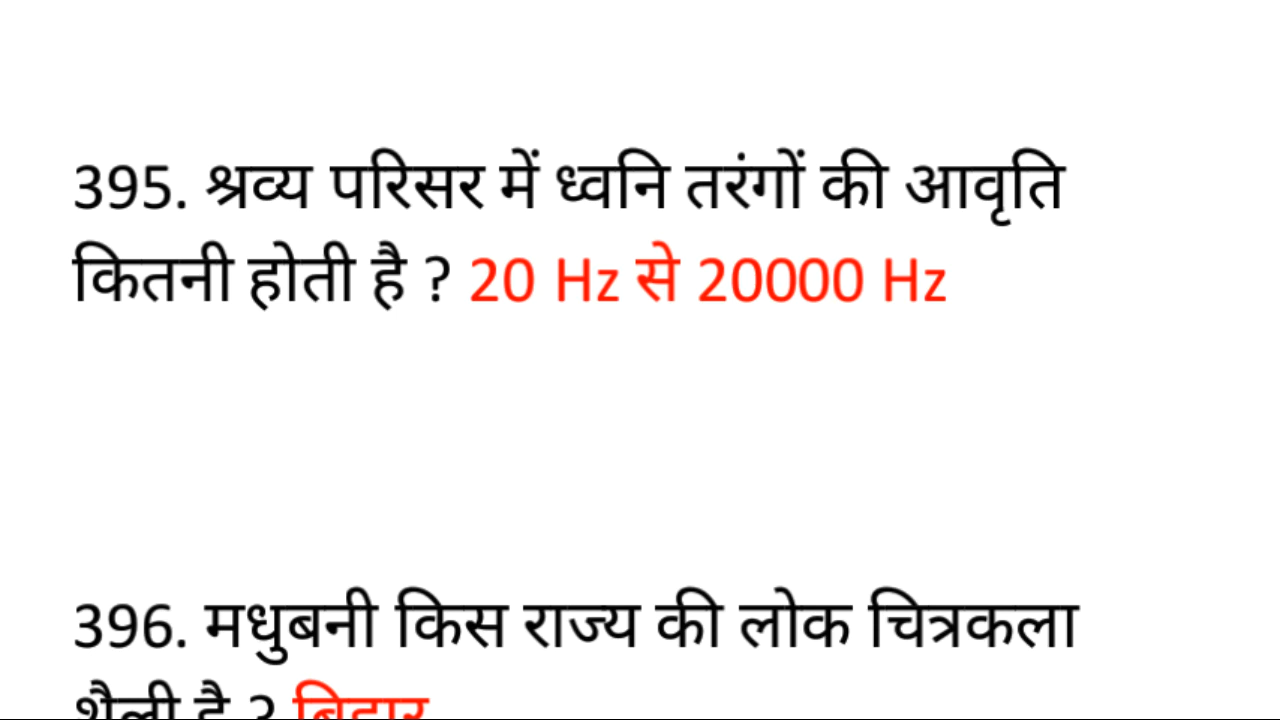 395. श्रव्य परिसर में ध्वनि तरंगों की आवृति
कितनी होती है ? 20 Hz से 20000 Hz
396. मधुबनी किस राज्य की लोक चित्रकला
शैली है ? बिहार